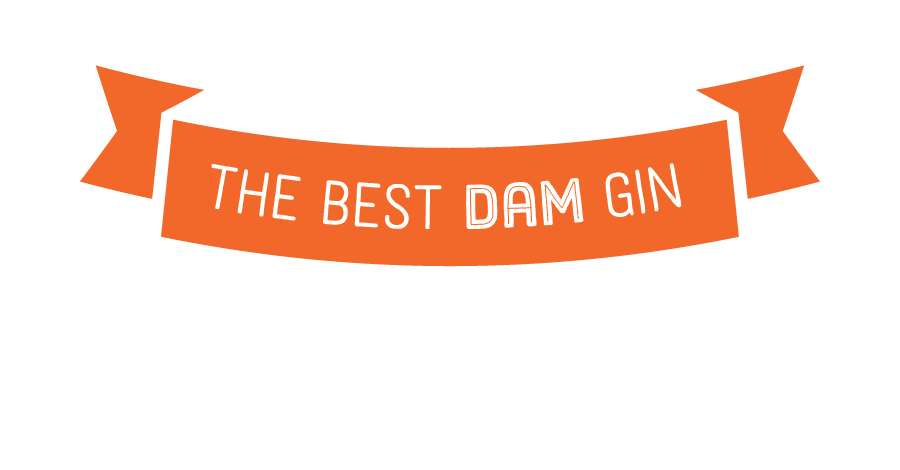 THE BEST DAM GIN